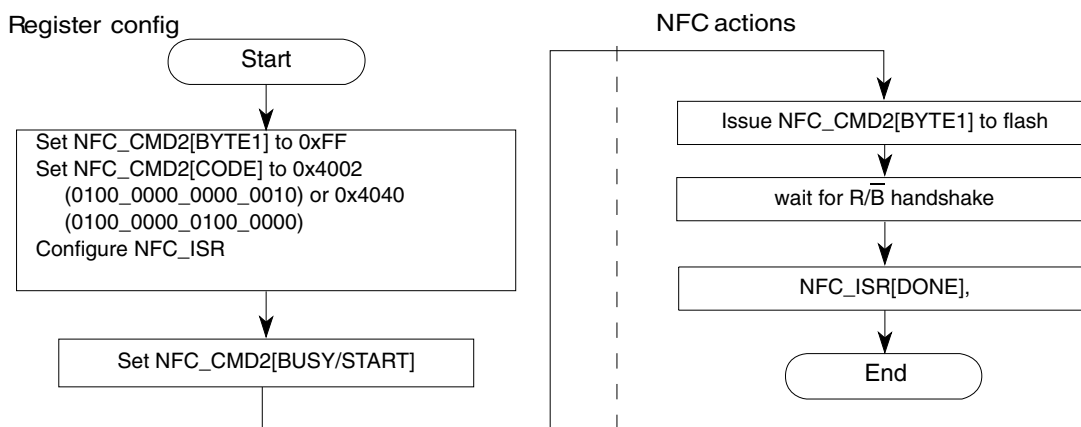 Register config
Start
Set NFC_CMD2[BYTE1] to 0xFF
Set NFC_CMD2[CODE] to 0x4002
(0100_0000_0000_0010) or 0x4040
(0100_0000_0100_0000)
Configure NFC_ISR
Set NFC_CMD2[BUSY/START]
NFC actions
Issue NFC_CMD2[BYTE1] to flash
wait for R/B̅ handshake
NFC_ISR[DONE],
End